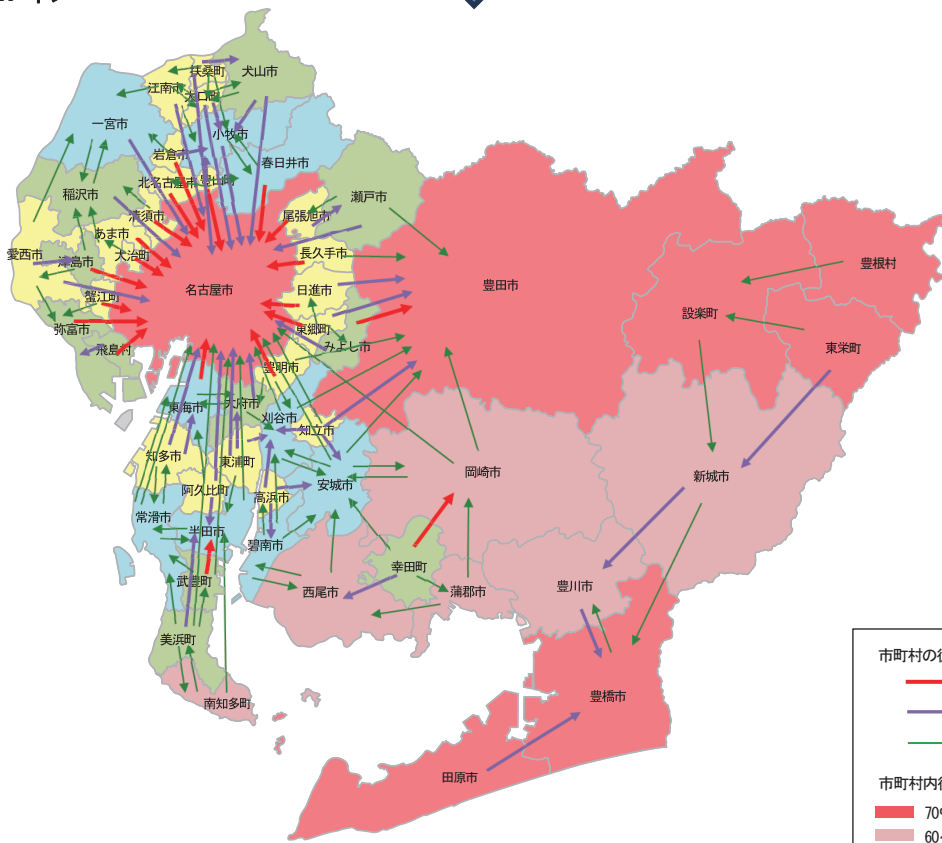 扶桑町
犬山市
江南市
大口町
一宮市
小牧市
岩倉市
春日井市
北名古屋市
豊山町
稲沢市
瀬戸市
清須市
尾張旭市
あま市
愛西市
津島市
大治町
長久手市
名古屋市
日進市
豊田市
豊根村
設楽町
蟹江町
弥富市
東郷町
飛島村
みよし市
東栄町
豊明市
東海市
大府市
刈谷市
知立市
知多市
東浦町
岡崎市
新城市
阿久比町
高浜市
安城市
常滑市
半田市
碧南市
武豊町
幸田町
西尾市
蒲郡市
豊川市
美浜町
南知多町
豊橋市
田原市
市町村の
市町村内
70
60